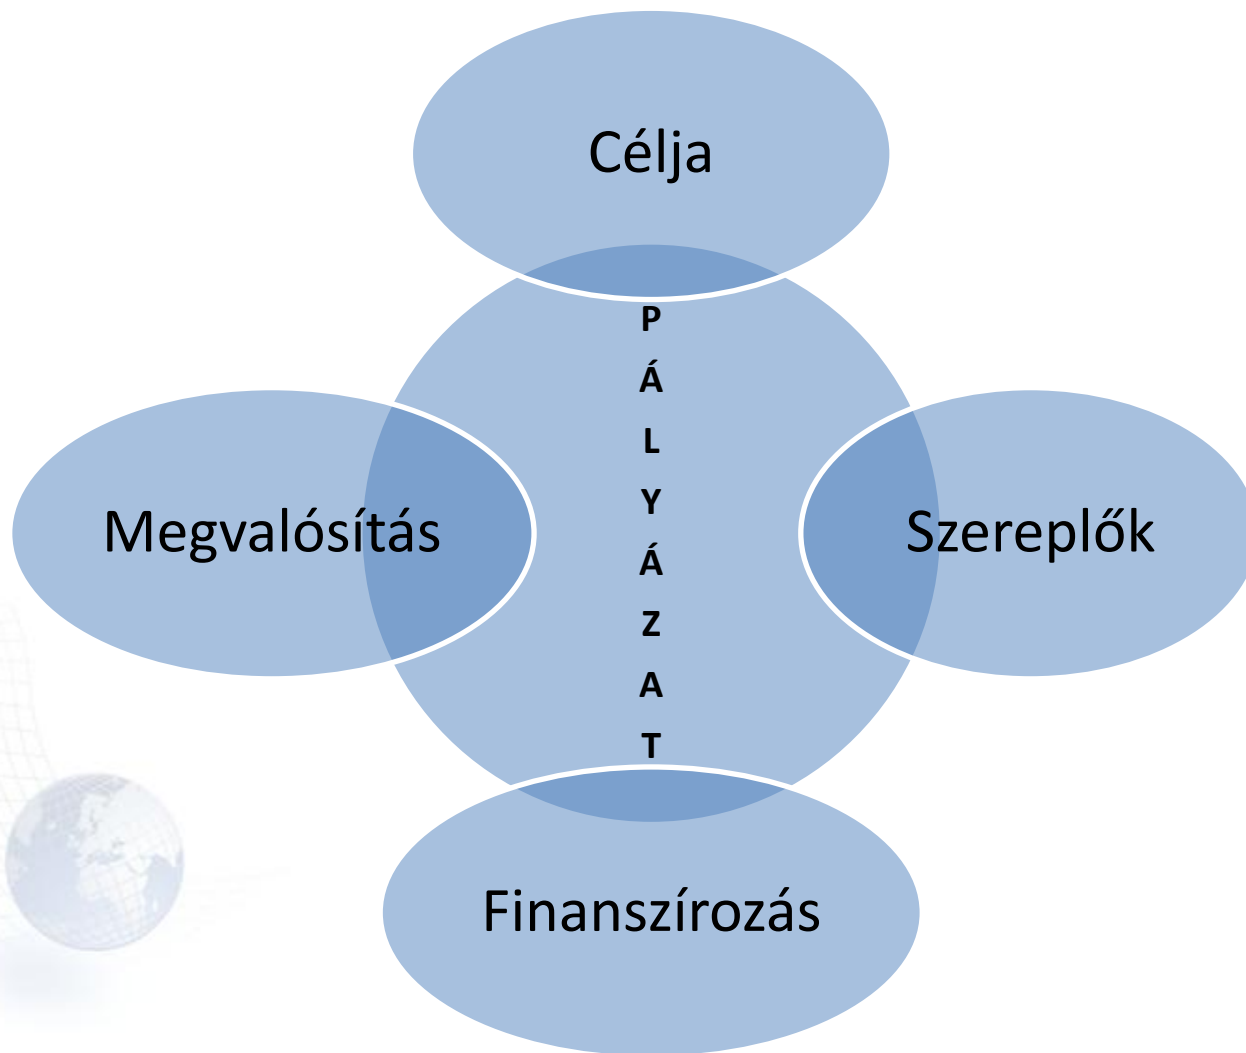 Célja
P
Á
L
Y
Á
Z
A
T
Megvalósítás
Szereplők
Finanszírozás